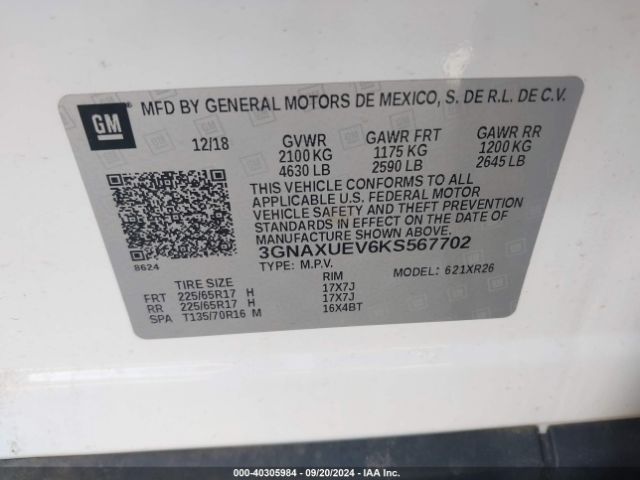 GM
MFD BY GENERAL MOTORS DE MEXICO, S. DE R.L. DE C.V.
12/18 GVWR GAWR FRT GAWR RR
2100 KG 1175 KG 1200 KG
4630 LB 2590 LB 2645 LB
THIS VEHICLE CONFORMS TO ALL
APPLICABLE U.S. FEDERAL MOTOR
VEHICLE SAFETY AND THEFT PREVENTION
STANDARDS IN EFFECT ON THE DATE OF
MANUFACTURE SHOWN ABOVE.
3GNAXUEV6KS567702
8624
TYPE: M.P.V. MODEL: 621XR26
TIRE SIZE RIM
FRT 225/65R17 H 17X7J
RR 225/65R17 H 17X7J
SPA T135/70R16 M 16X4BT
000-40305984 - 09/20/2024 - IAA Inc.